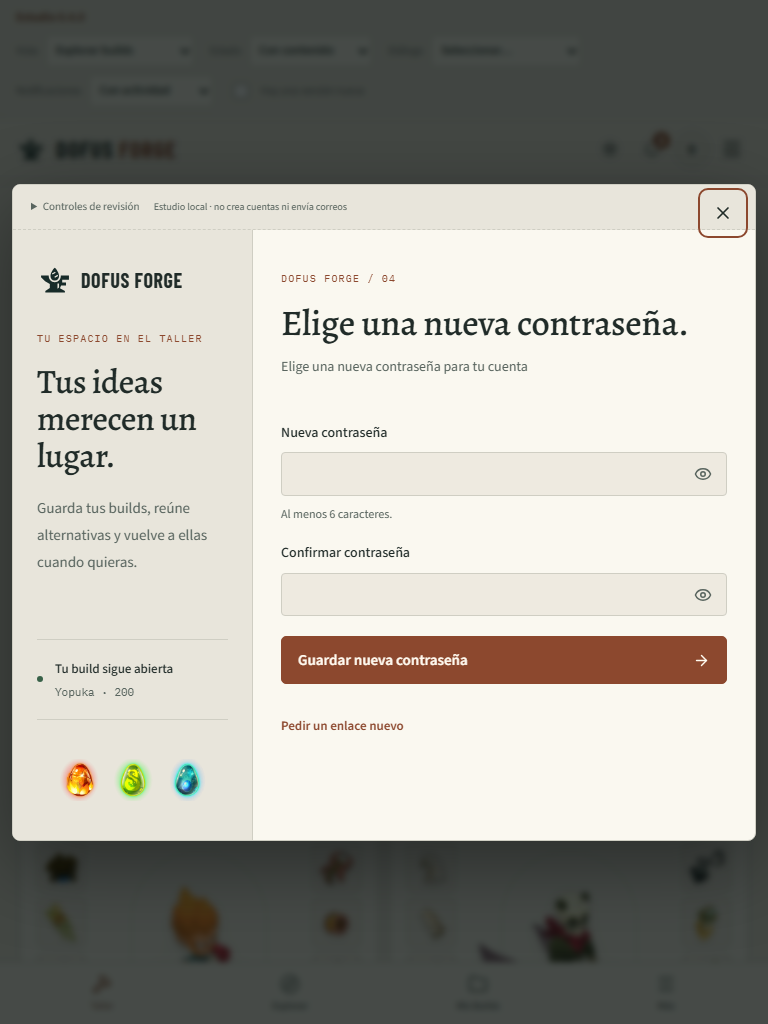 DOFUS FORGE
Controles de revisión
Estudio local · no crea cuentas ni envía correos
DOFUS FORGE
TU ESPACIO EN EL TALLER
Tus ideas
merecen un
lugar.
Guarda tus builds, reúne
alternativas y vuelve a ellas
cuando quieras.
Tu build sigue abierta
Yopuka · 200
DOFUS FORGE / 04
Elige una nueva contraseña.
Elige una nueva contraseña para tu cuenta
Nueva contraseña
Al menos 6 caracteres.
Confirmar contraseña
Guardar nueva contraseña
Pedir un enlace nuevo